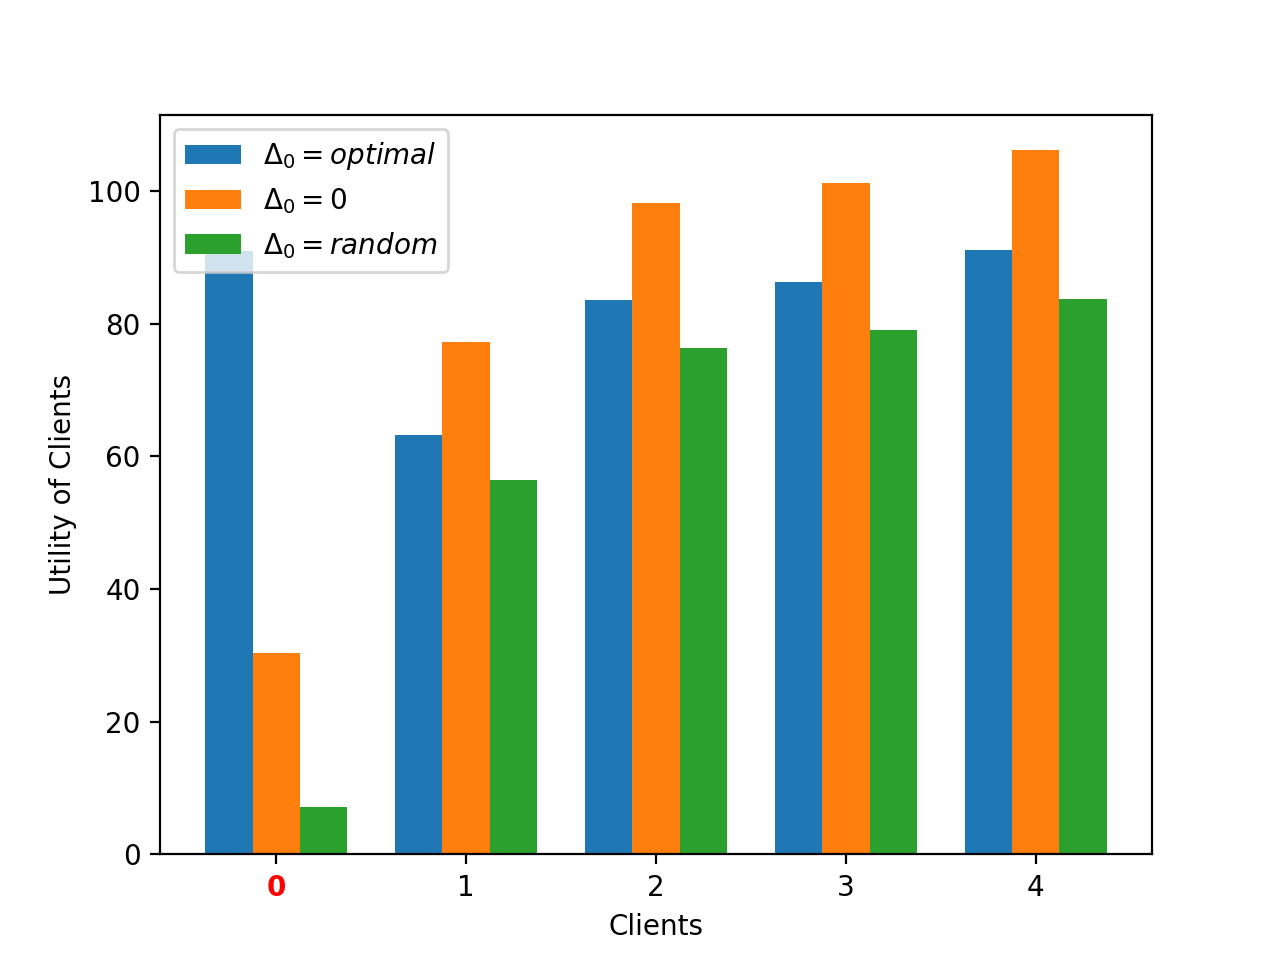 Δ₀ = optimal
Δ₀ = 0
Δ₀ = random
100
80
60
40
20
0
Utility of Clients
0 1 2 3 4
Clients